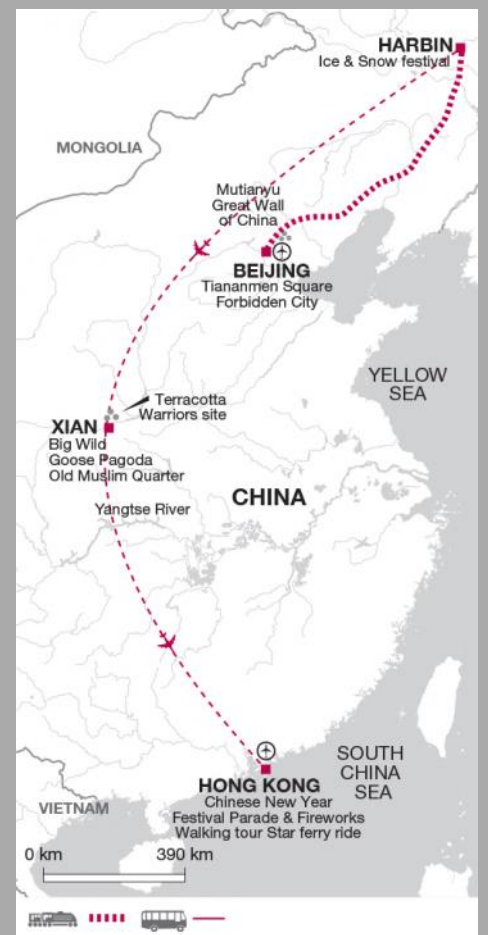 HARBIN
Ice & Snow festival
MONGOLIA
Mutianyu
Great Wall
of China
BEIJING
Tiananmen Square
Forbidden City
YELLOW
SEA
Terracotta
Warriors site
XIAN
Big Wild
Goose Pagoda
Old Muslim Quarter
CHINA
Yangtse River
SOUTH
CHINA
SEA
HONG KONG
Chinese New Year
Festival Parade & Fireworks
Walking tour Star ferry ride
VIETNAM
0 km 390 km